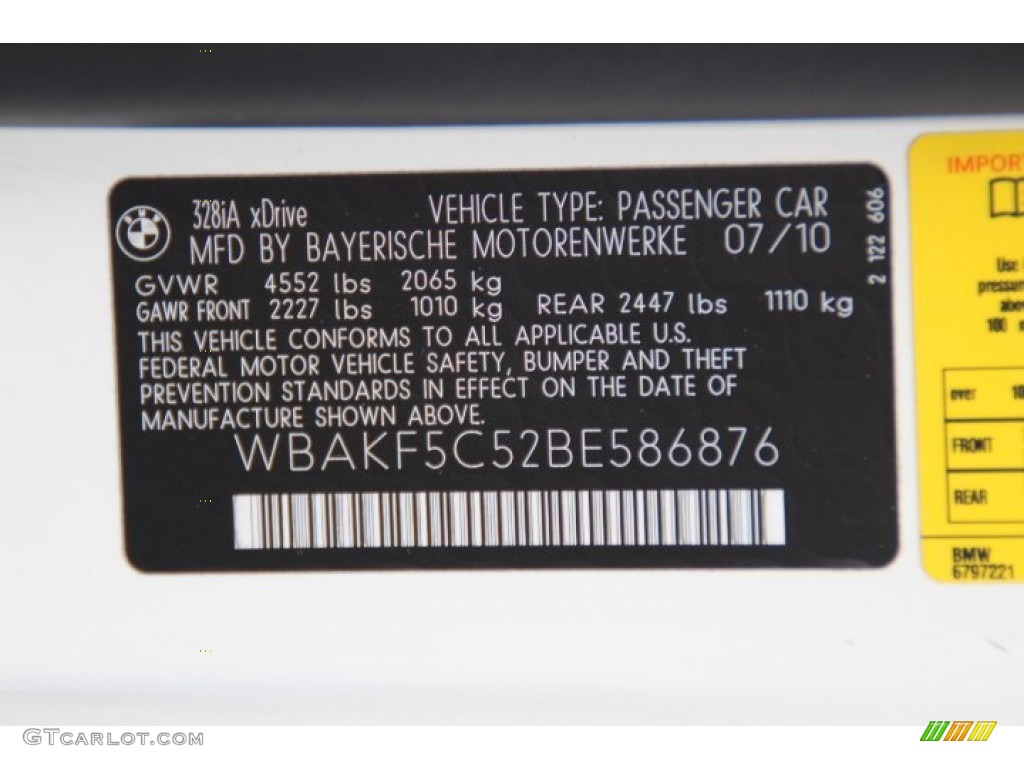 328iA xDrive VEHICLE TYPE: PASSENGER CAR
MFD BY BAYERISCHE MOTORENWERKE 07/10
GVWR 4552 lbs 2065 kg
GAWR FRONT 2227 lbs 1010 kg REAR 2447 lbs 1110 kg
THIS VEHICLE CONFORMS TO ALL APPLICABLE U.S.
FEDERAL MOTOR VEHICLE SAFETY, BUMPER AND THEFT
PREVENTION STANDARDS IN EFFECT ON THE DATE OF
MANUFACTURE SHOWN ABOVE.
WBAKF5C52BE586876
2 122 606
Use
over
FRONT
REAR
BMW
6797221
GTCARLOT.COM